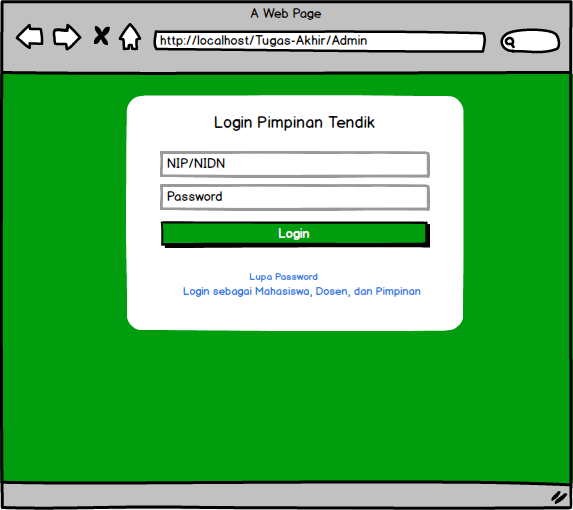 A Web Page
http://localhost/Tugas-Akhir/Admin
Login Pimpinan Tendik
NIP/NIDN
Password
Login
Lupa Password
Login sebagai Mahasiswa, Dosen, dan Pimpinan